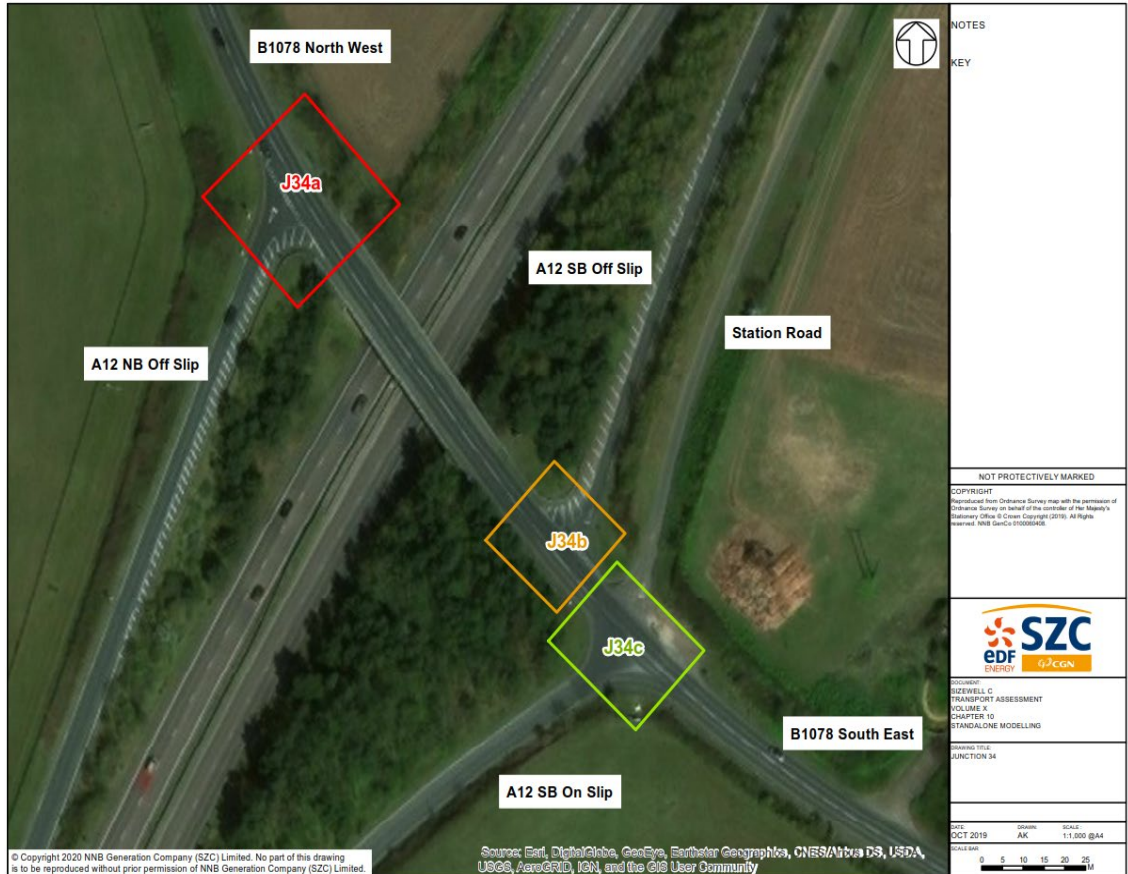 B1078 North West
J34a
A12 SB Off Slip
Station Road
A12 NB Off Slip
J34b
J34c
B1078 South East
A12 SB On Slip
© Copyright 2020 NNB Generation Company (SZC) Limited. No part of this drawing
is to be reproduced without prior permission of NNB Generation Company (SZC) Limited.
Source: Esri, DigitalGlobe, GeoEye, Earthstar Geographics, CNES/Airbus DS, USDA,
USGS, AeroGRID, IGN, and the GIS User Community
NOTES
KEY
NOT PROTECTIVELY MARKED
COPYRIGHT
Reproduced from Ordnance Survey map with the permission of
Ordnance Survey on behalf of the controller of Her Majesty's
Stationery Office © Crown Copyright (2019). All Rights
reserved. NNB GenCo 0100060408.
eDF
ENERGY
SZC
CGN
DOCUMENT:
SIZEWELL C
TRANSPORT ASSESSMENT
VOLUME X
CHAPTER 10
STANDALONE MODELLING
DRAWING TITLE:
JUNCTION 34
DATE: DRAWN: SCALE :
OCT 2019 AK 1:1,000 @A4
SCALE BAR
0 5 10 15 20 25
M